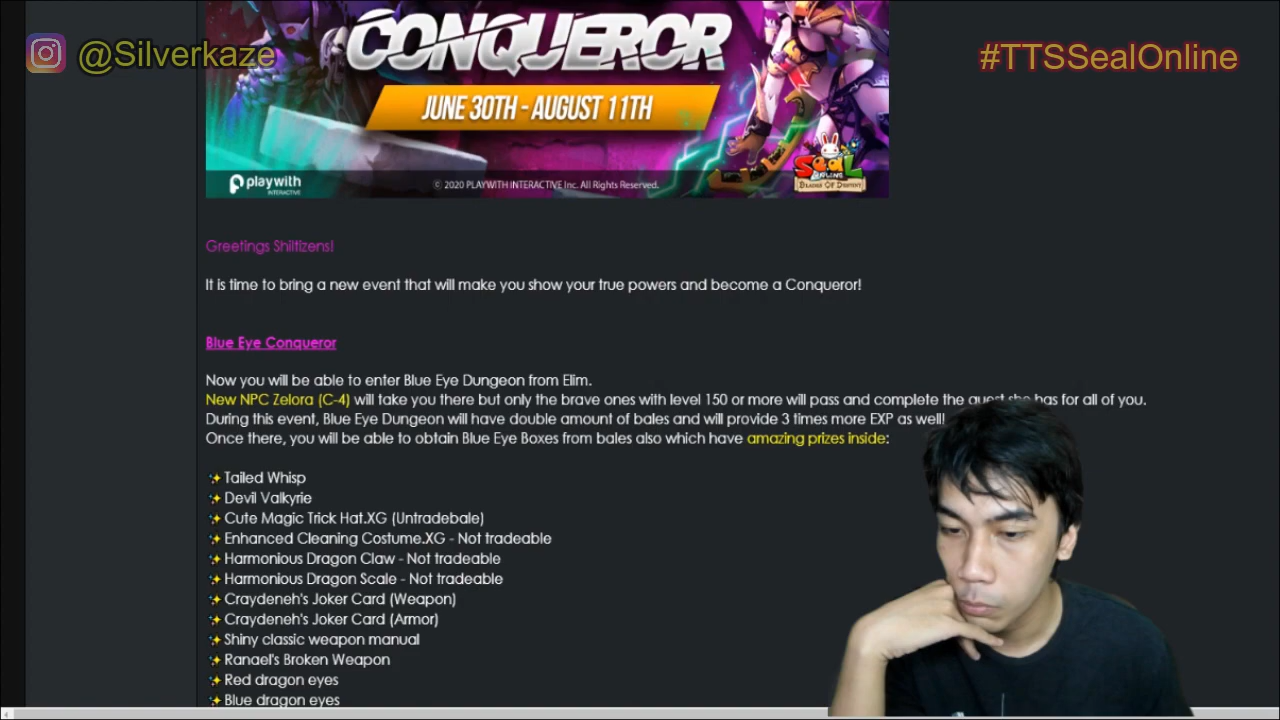 CONQUEROR
@Silverkaze
#TTSSealOnline
JUNE 30TH - AUGUST 11TH
SEAL
ONLINE
BLADES OF DESTINY
playwith
INTERACTIVE
© 2020 PLAYWITH INTERACTIVE Inc. All Rights Reserved.
Greetings Shiltizens!
It is time to bring a new event that will make you show your true powers and become a Conqueror!
Blue Eye Conqueror
Now you will be able to enter Blue Eye Dungeon from Elim.
New NPC Zelora (C-4) will take you there but only the brave ones with level 150 or more will pass and complete the quest she has for all of you.
During this event, Blue Eye Dungeon will have double amount of bales and will provide 3 times more EXP as well!
Once there, you will be able to obtain Blue Eye Boxes from bales also which have amazing prizes inside:
Tailed Whisp
Devil Valkyrie
Cute Magic Trick Hat.XG (Untradebale)
Enhanced Cleaning Costume.XG - Not tradeable
Harmonious Dragon Claw - Not tradeable
Harmonious Dragon Scale - Not tradeable
Craydeneh's Joker Card (Weapon)
Craydeneh's Joker Card (Armor)
Shiny classic weapon manual
Ranael's Broken Weapon
Red dragon eyes
Blue dragon eyes